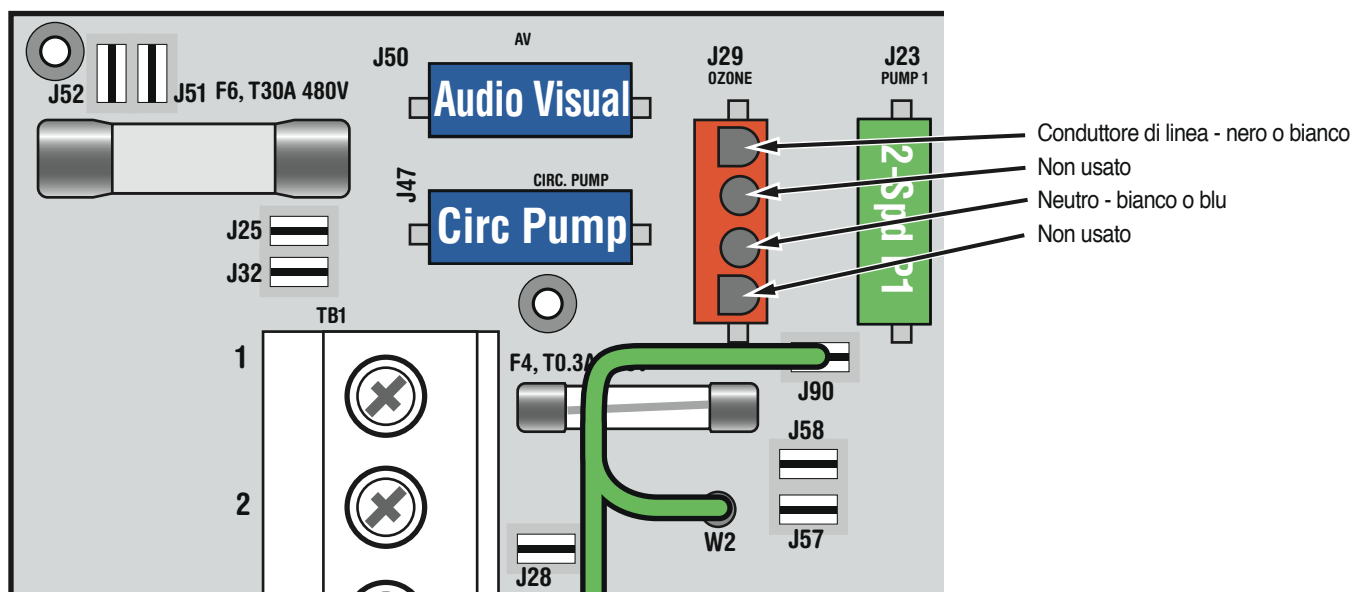 AV
J50
J29
OZONE
J23
PUMP 1
J52
J51
F6, T30A 480V
Audio Visual
2-Spd P1
Conduttore di linea - nero o bianco
Non usato
Neutro - bianco o blu
Non usato
J47
CIRC. PUMP
Circ Pump
J25
J32
TB1
1
F4, T0.3A
J90
J58
2
W2
J57
J28